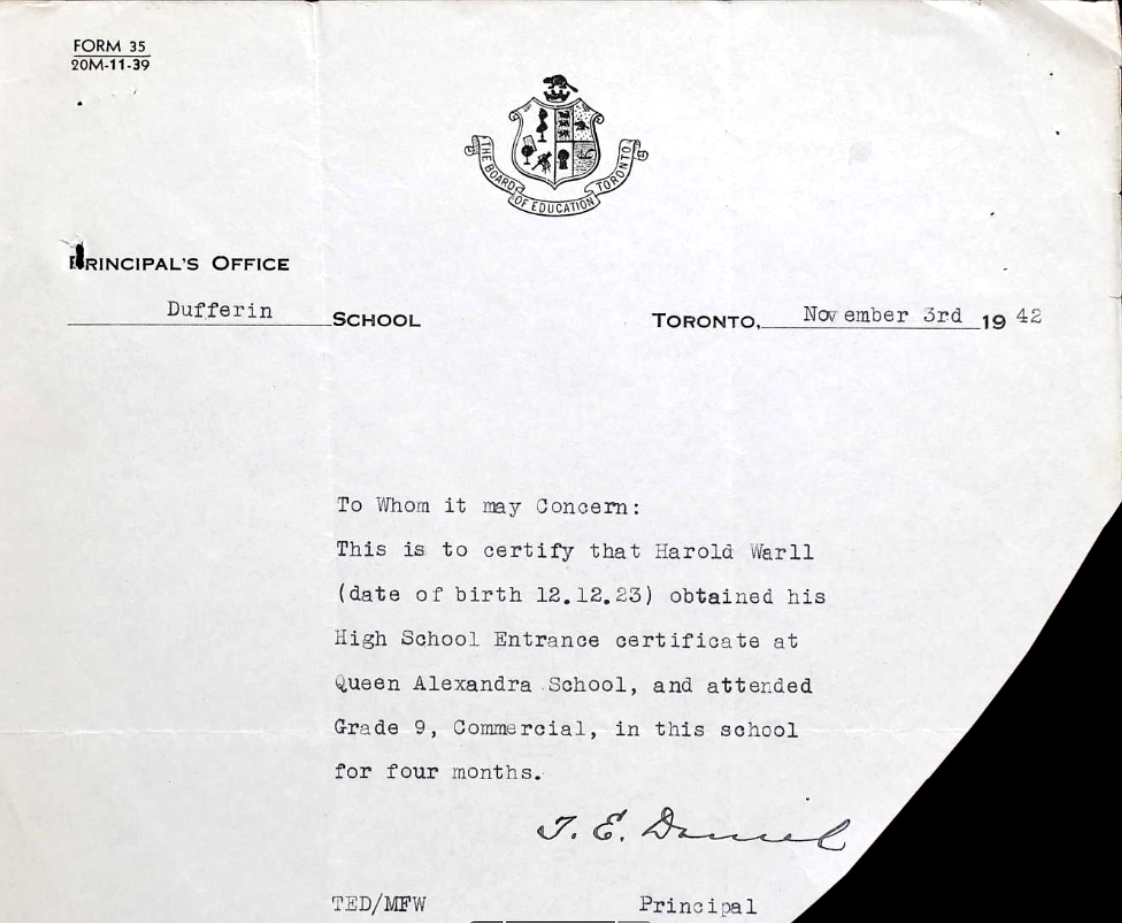 FORM 35
20M-11-39
THE BOARD OF EDUCATION TORONTO
PRINCIPAL'S OFFICE
Dufferin SCHOOL TORONTO, November 3rd 19 42
To Whom it may Concern:
This is to certify that Harold Warll
(date of birth 12.12.23) obtained his
High School Entrance certificate at
Queen Alexandra School, and attended
Grade 9, Commercial, in this school
for four months.
T. E. Daniel
TED/MFW Principal